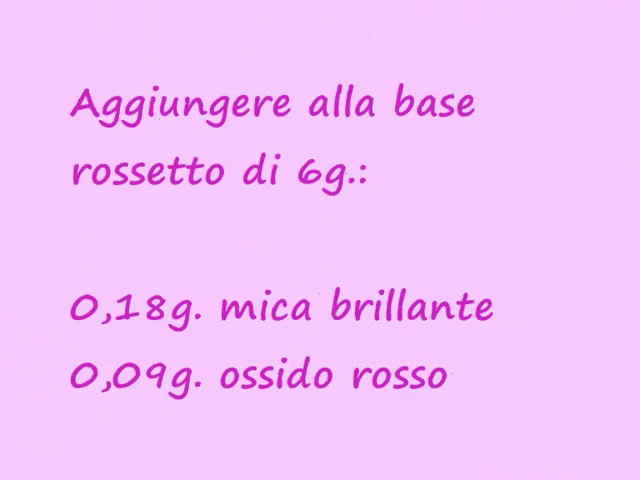 Aggiungere alla base
rossetto di 6g.:
0,18g. mica brillante
0,09g. ossido rosso